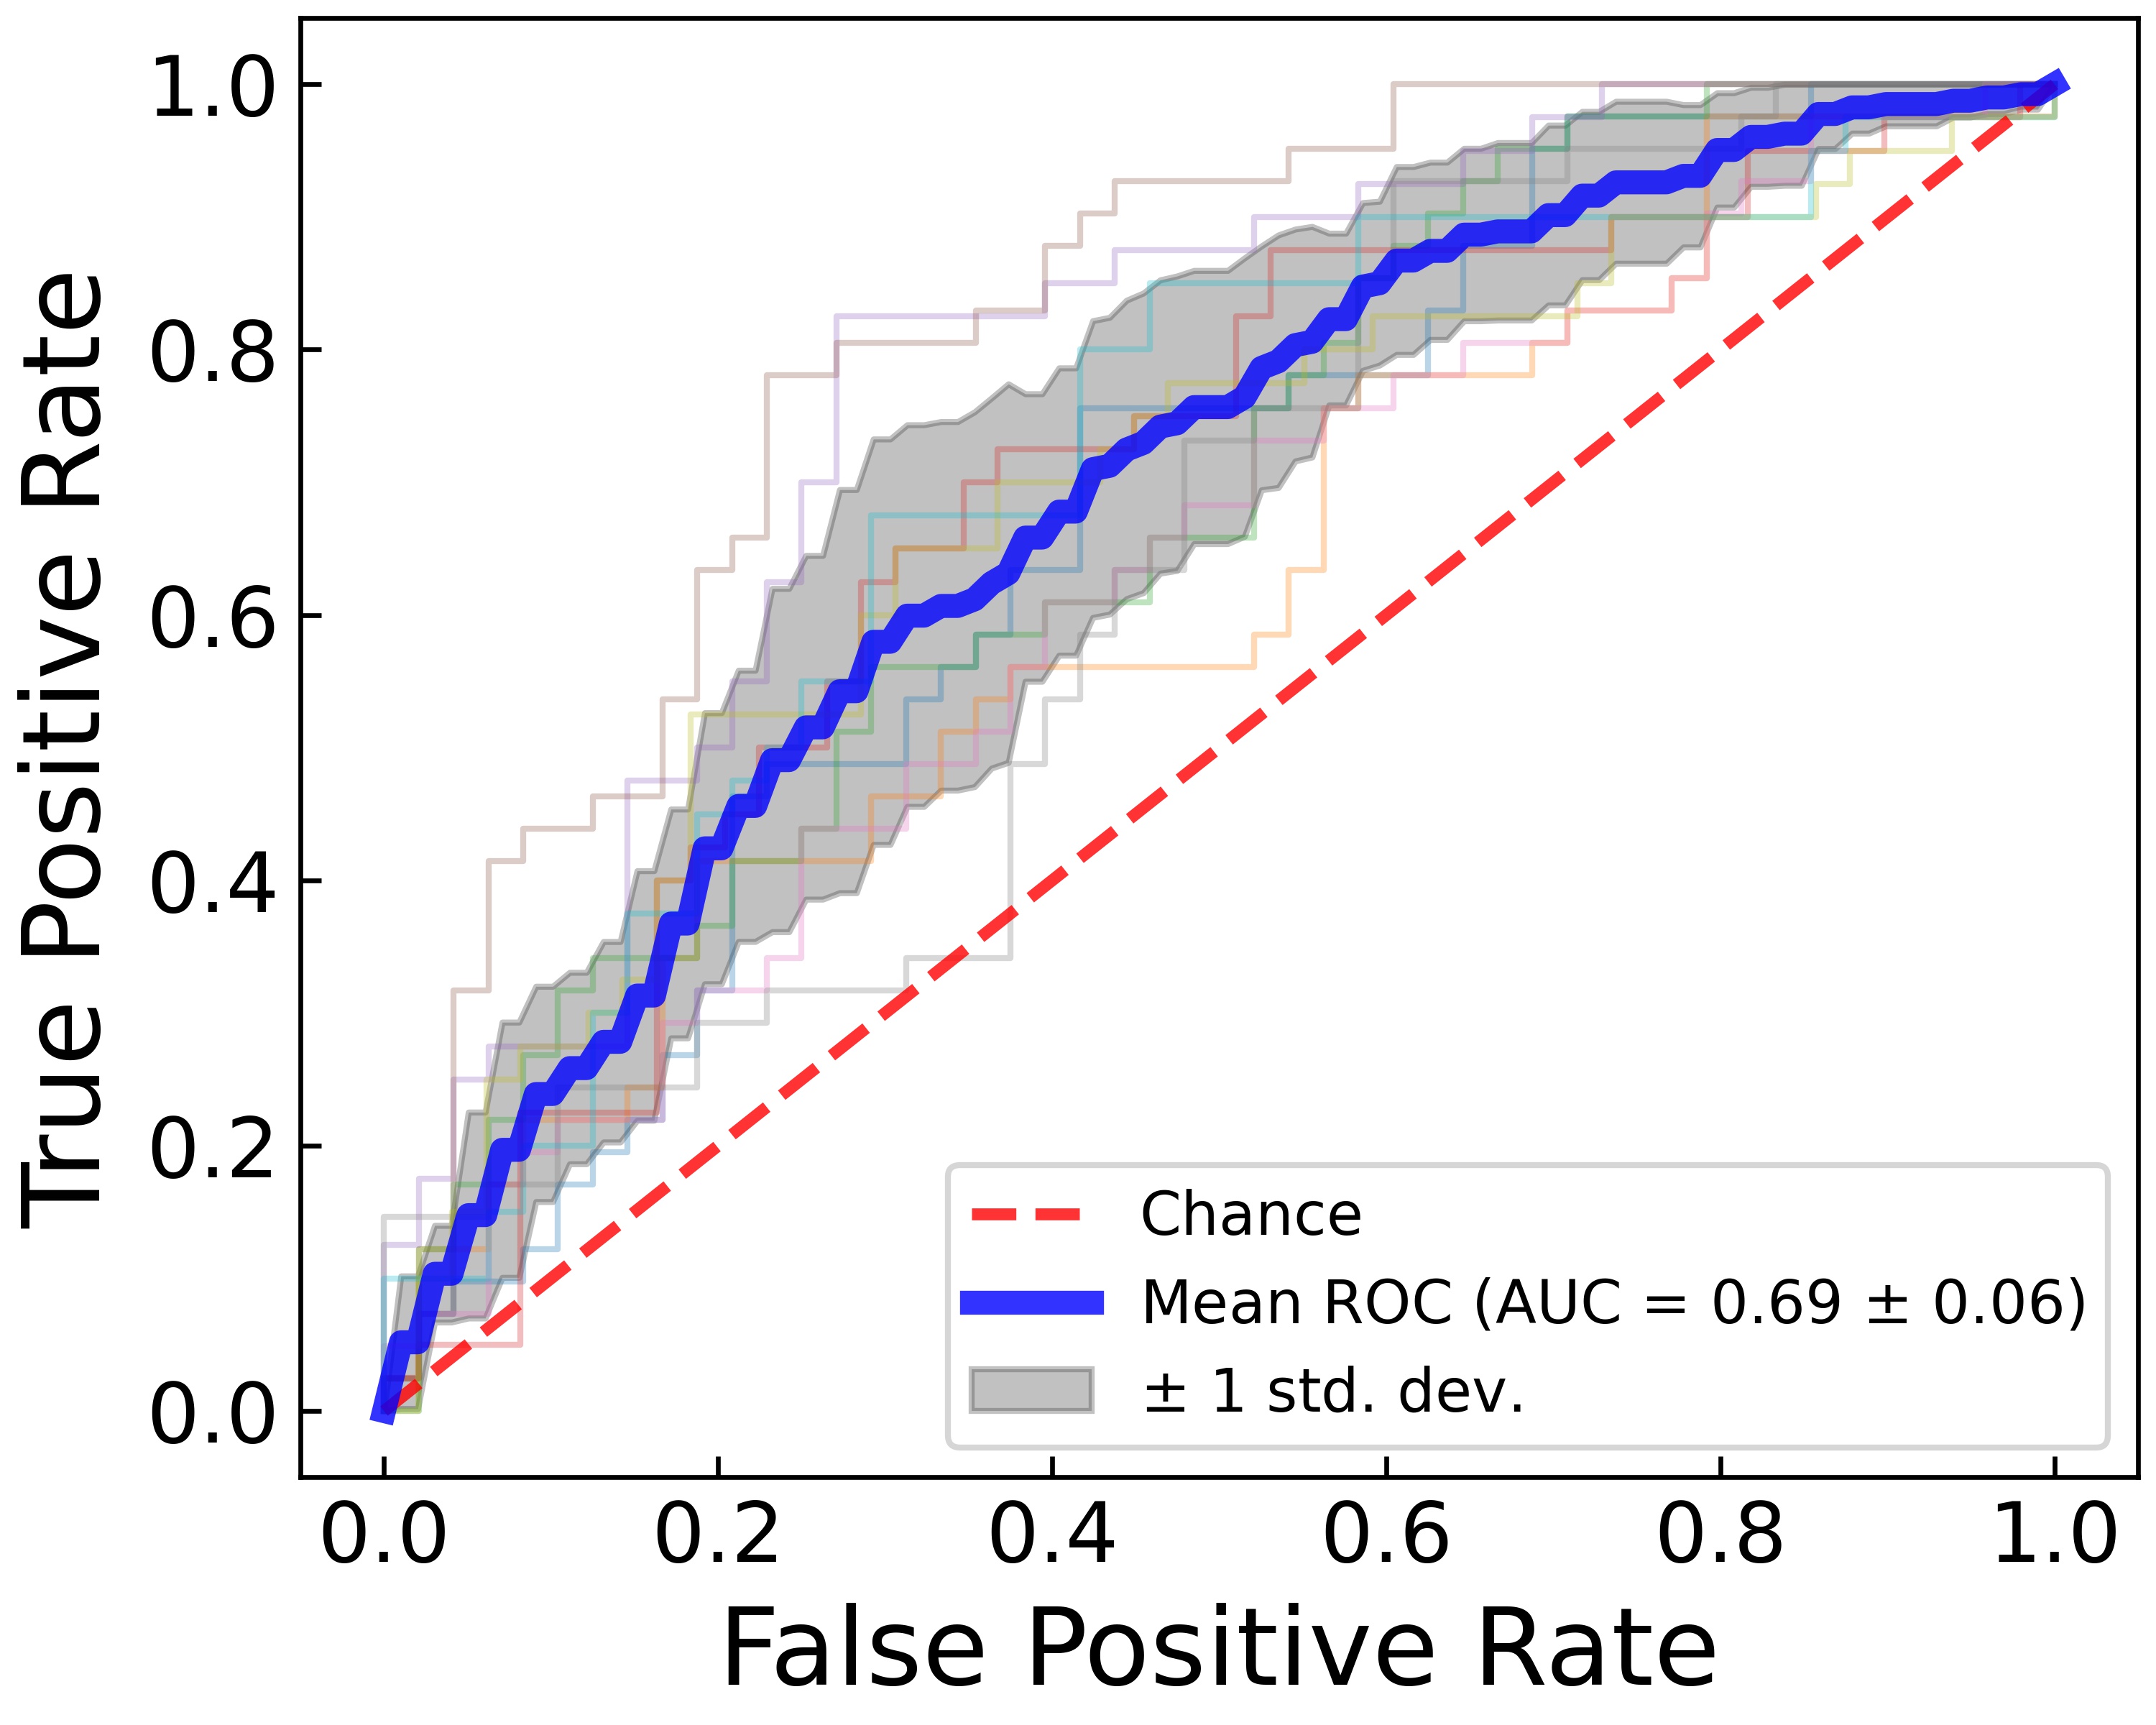 1.0
0.8
0.6
0.4
0.2
0.0
True Positive Rate
Chance
Mean ROC (AUC = 0.69 ± 0.06)
± 1 std. dev.
0.0 0.2 0.4 0.6 0.8 1.0
False Positive Rate